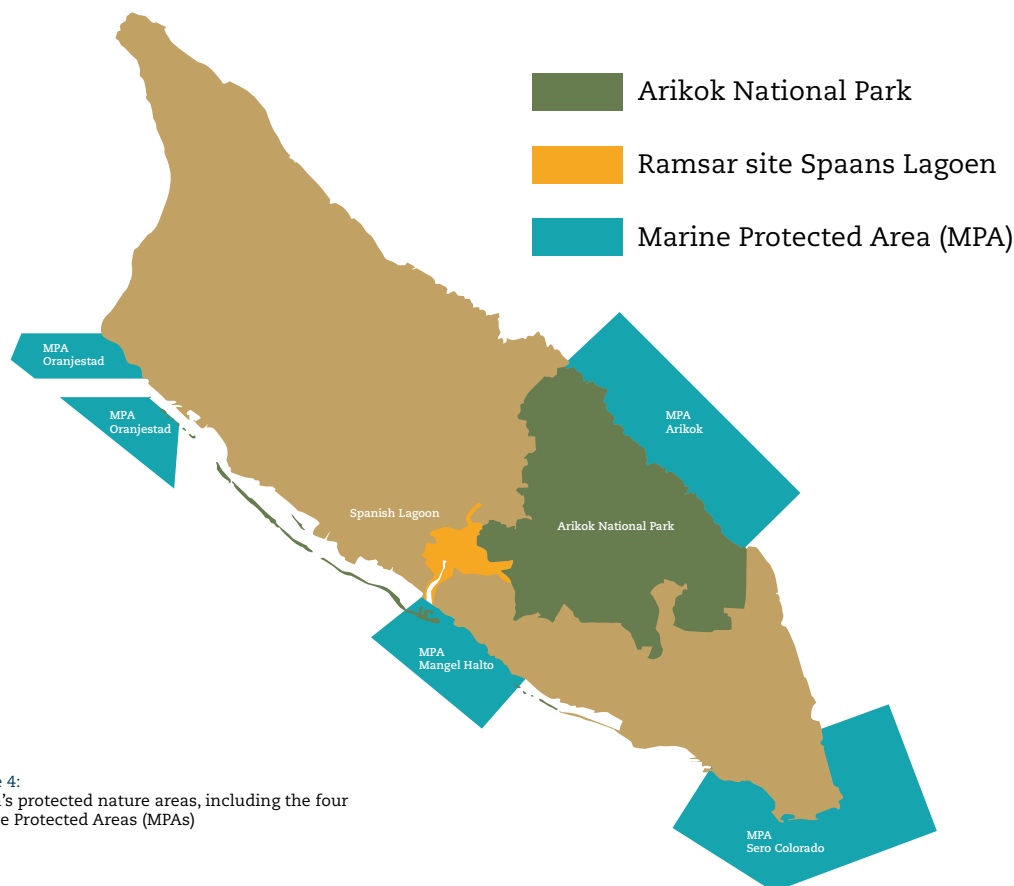 Arikok National Park
Ramsar site Spaans Lagoen
Marine Protected Area (MPA)
MPA
Oranjestad
MPA
Oranjestad
MPA
Arikok
Spanish Lagoon
Arikok National Park
MPA
Mangel Halto
MPA
Sero Colorado
4:
protected nature areas, including the four
Protected Areas (MPAs)